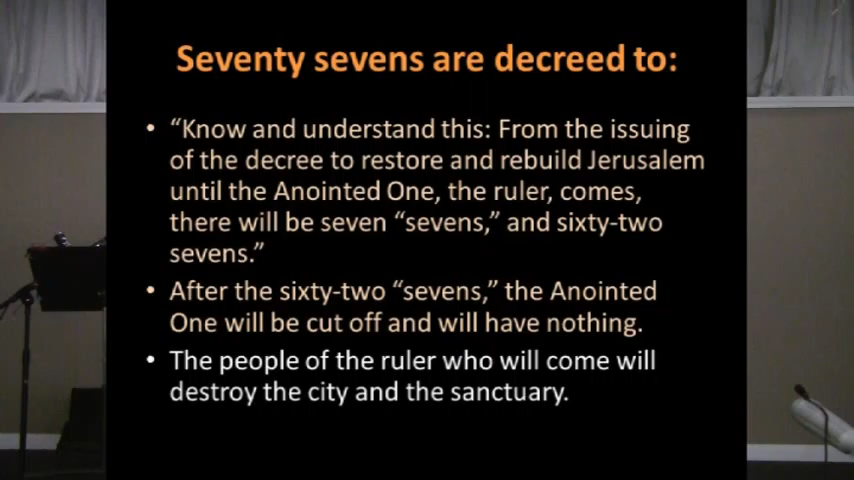 Seventy sevens are decreed to:
• “Know and understand this: From the issuing
of the decree to restore and rebuild Jerusalem
until the Anointed One, the ruler, comes,
there will be seven “sevens,” and sixty-two
sevens.”
• After the sixty-two “sevens,” the Anointed
One will be cut off and will have nothing.
• The people of the ruler who will come will
destroy the city and the sanctuary.